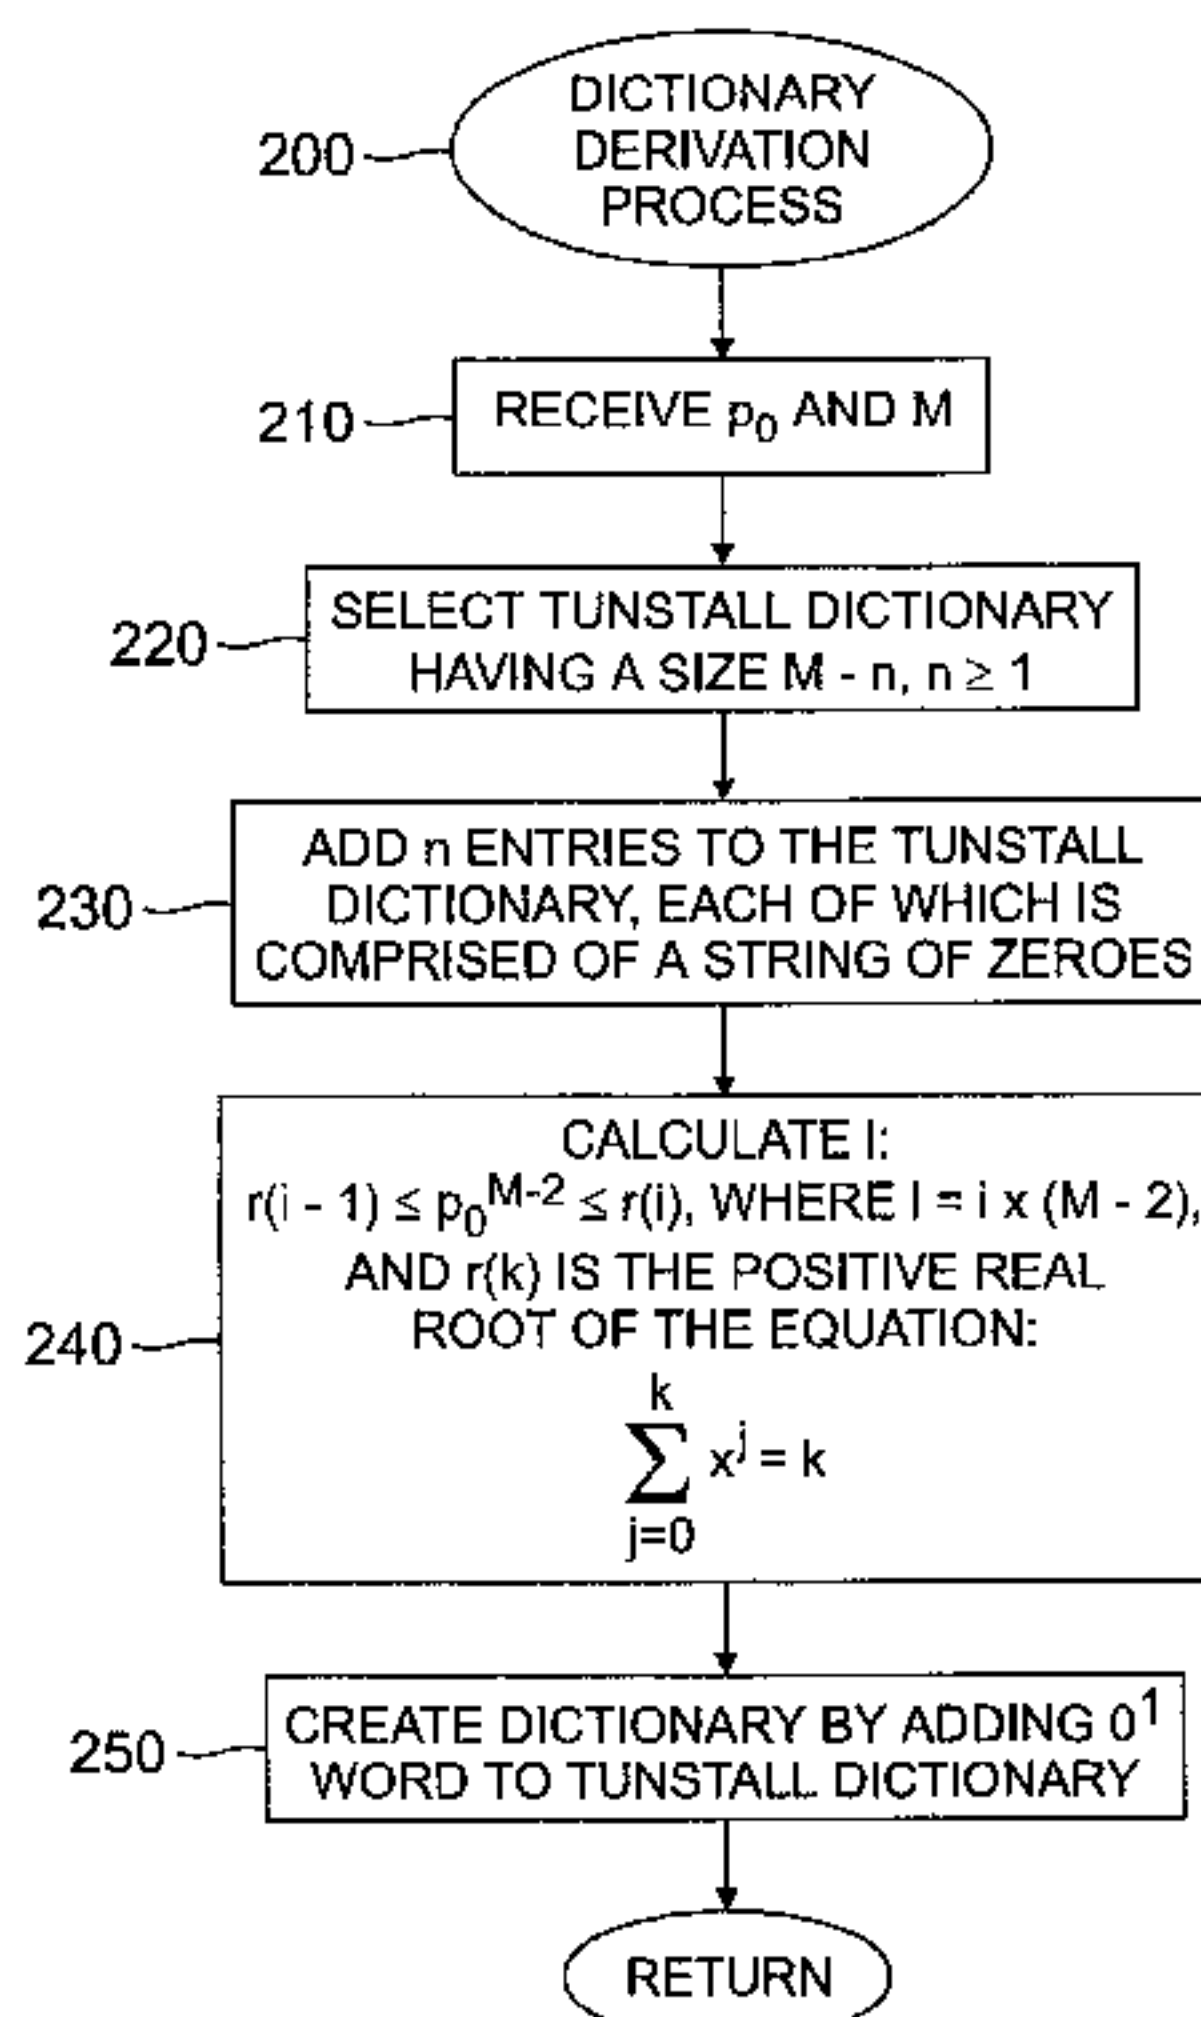 DICTIONARY
DERIVATION
PROCESS
200
RECEIVE p₀ AND M
210
SELECT TUNSTALL DICTIONARY
HAVING A SIZE M - n, n ≥ 1
220
ADD n ENTRIES TO THE TUNSTALL
DICTIONARY, EACH OF WHICH IS
COMPRISED OF A STRING OF ZEROES
230
CALCULATE l:
r(i - 1) ≤ p₀^M-2 ≤ r(i), WHERE l = i x (M - 2),
AND r(k) IS THE POSITIVE REAL
ROOT OF THE EQUATION:
k
∑ x^j = k
j=0
240
CREATE DICTIONARY BY ADDING 0¹
WORD TO TUNSTALL DICTIONARY
250
RETURN